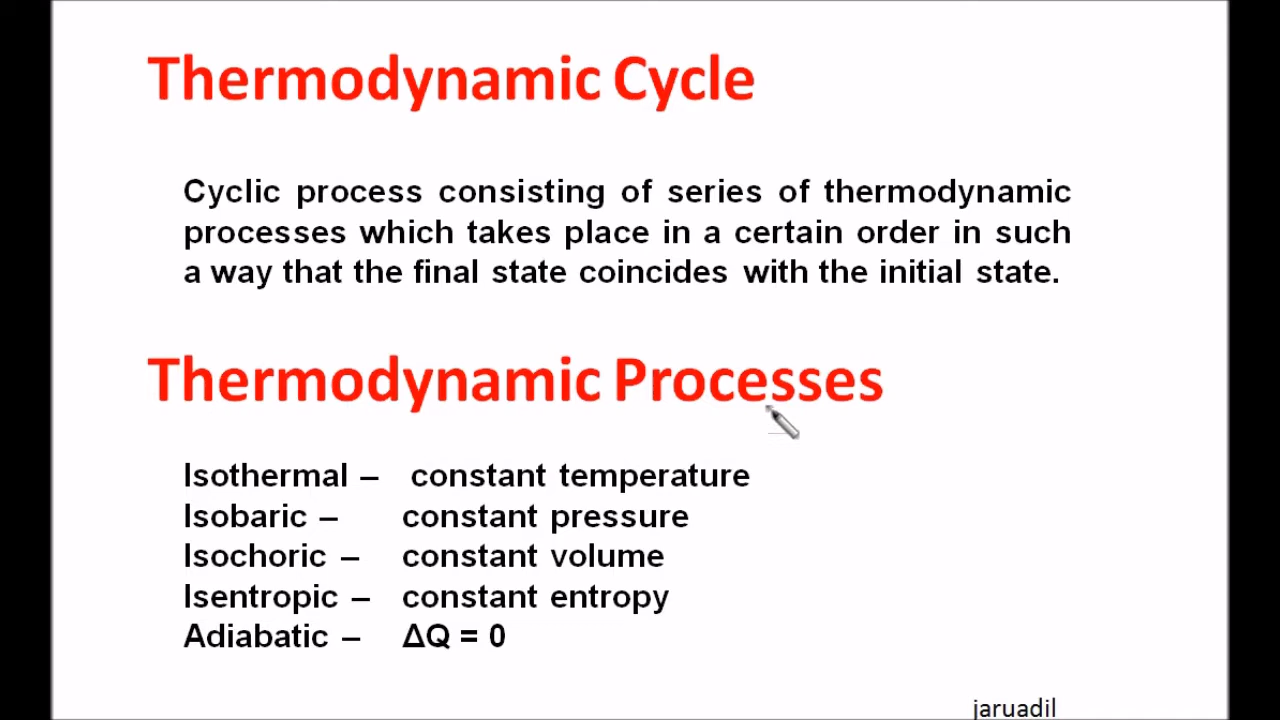 Thermodynamic Cycle
Cyclic process consisting of series of thermodynamic
processes which takes place in a certain order in such
a way that the final state coincides with the initial state.
Thermodynamic Processes
Isothermal – constant temperature
Isobaric – constant pressure
Isochoric – constant volume
Isentropic – constant entropy
Adiabatic – ΔQ = 0
jaruadil